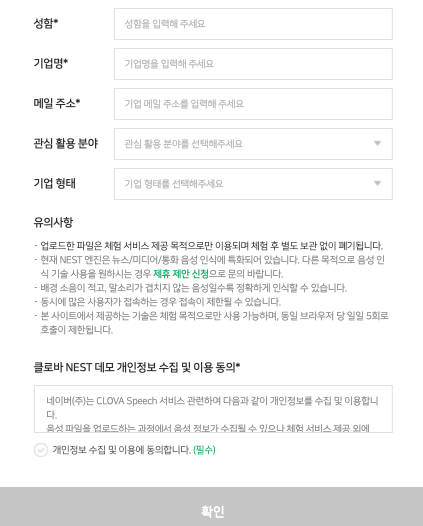 성함*
성함을 입력해 주세요
기업명*
기업명을 입력해 주세요
메일 주소*
기업 메일 주소를 입력해 주세요
관심 활용 분야
관심 활용 분야를 선택해주세요
기업 형태
기업 형태를 선택해주세요
유의사항
- 업로드한 파일은 체험 서비스 제공 목적으로만 이용되며 체험 후 별도 보관 없이 폐기됩니다.
- 현재 NEST 엔진은 뉴스/미디어/통화 음성 인식에 특화되어 있습니다. 다른 목적으로 음성 인
식 기술 사용을 원하시는 경우 제휴 제안 신청으로 문의 바랍니다.
- 배경 소음이 적고, 말소리가 겹치지 않는 음성일수록 정확하게 인식할 수 있습니다.
- 동시에 많은 사용자가 접속하는 경우 접속이 제한될 수 있습니다.
- 본 사이트에서 제공하는 기술은 체험 목적으로만 사용 가능하며, 동일 브라우저 당 일일 5회로
호출이 제한됩니다.
클로바 NEST 데모 개인정보 수집 및 이용 동의*
네이버(주)는 CLOVA Speech 서비스 관련하여 다음과 같이 개인정보를 수집 및 이용합니
다.
음성 파일을 업로드하는 과정에서 음성 정보가 수집될 수 있으나 체험 서비스 제공 외에
개인정보 수집 및 이용에 동의합니다. (필수)
확인